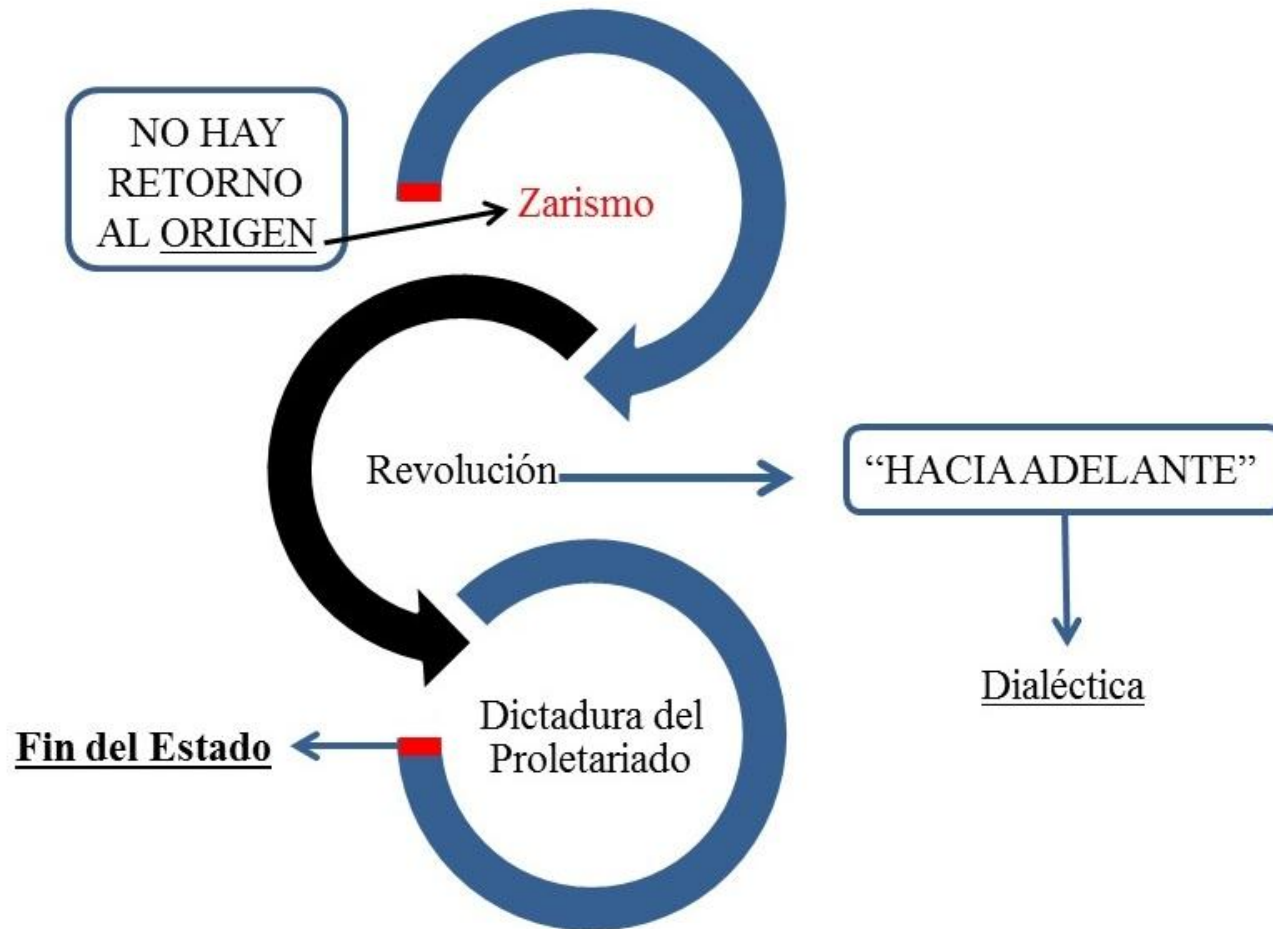 NO HAY
RETORNO
AL ORIGEN
Zarismo
Revolución
“HACIA ADELANTE”
Dialéctica
Dictadura del
Proletariado
Fin del Estado